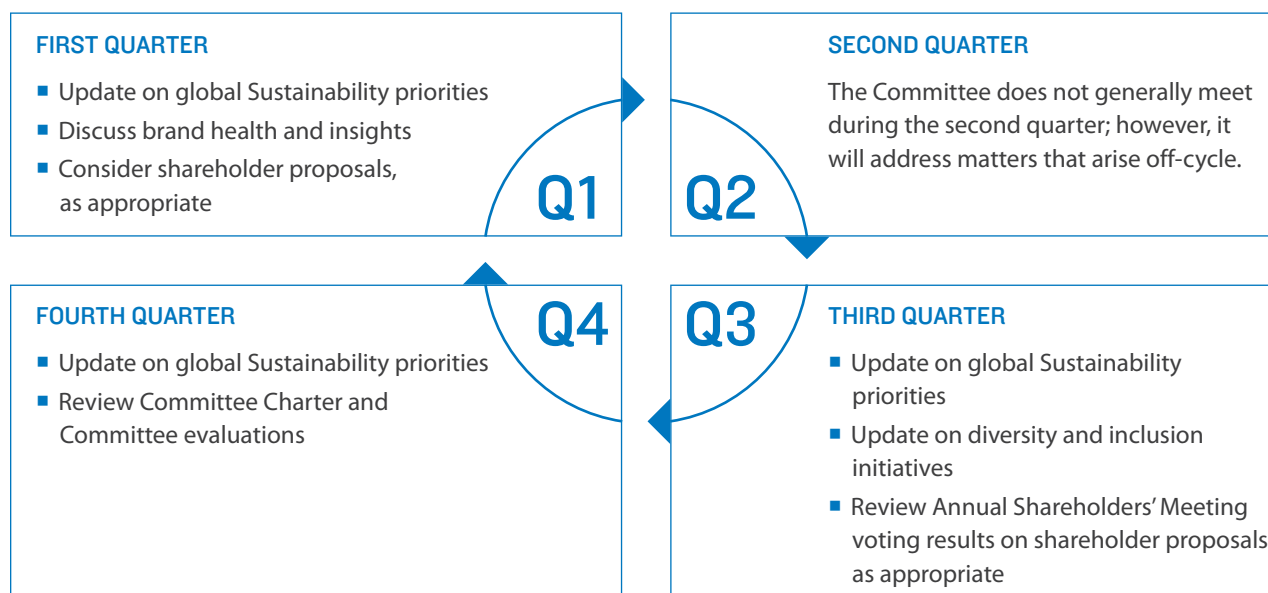 FIRST QUARTER
■ Update on global Sustainability priorities
■ Discuss brand health and insights
■ Consider shareholder proposals,
as appropriate
Q1
SECOND QUARTER
The Committee does not generally meet
during the second quarter; however, it
will address matters that arise off-cycle.
Q2
THIRD QUARTER
■ Update on global Sustainability
priorities
■ Update on diversity and inclusion
initiatives
■ Review Annual Shareholders’ Meeting
voting results on shareholder proposals
as appropriate
Q3
FOURTH QUARTER
■ Update on global Sustainability priorities
■ Review Committee Charter and
Committee evaluations
Q4